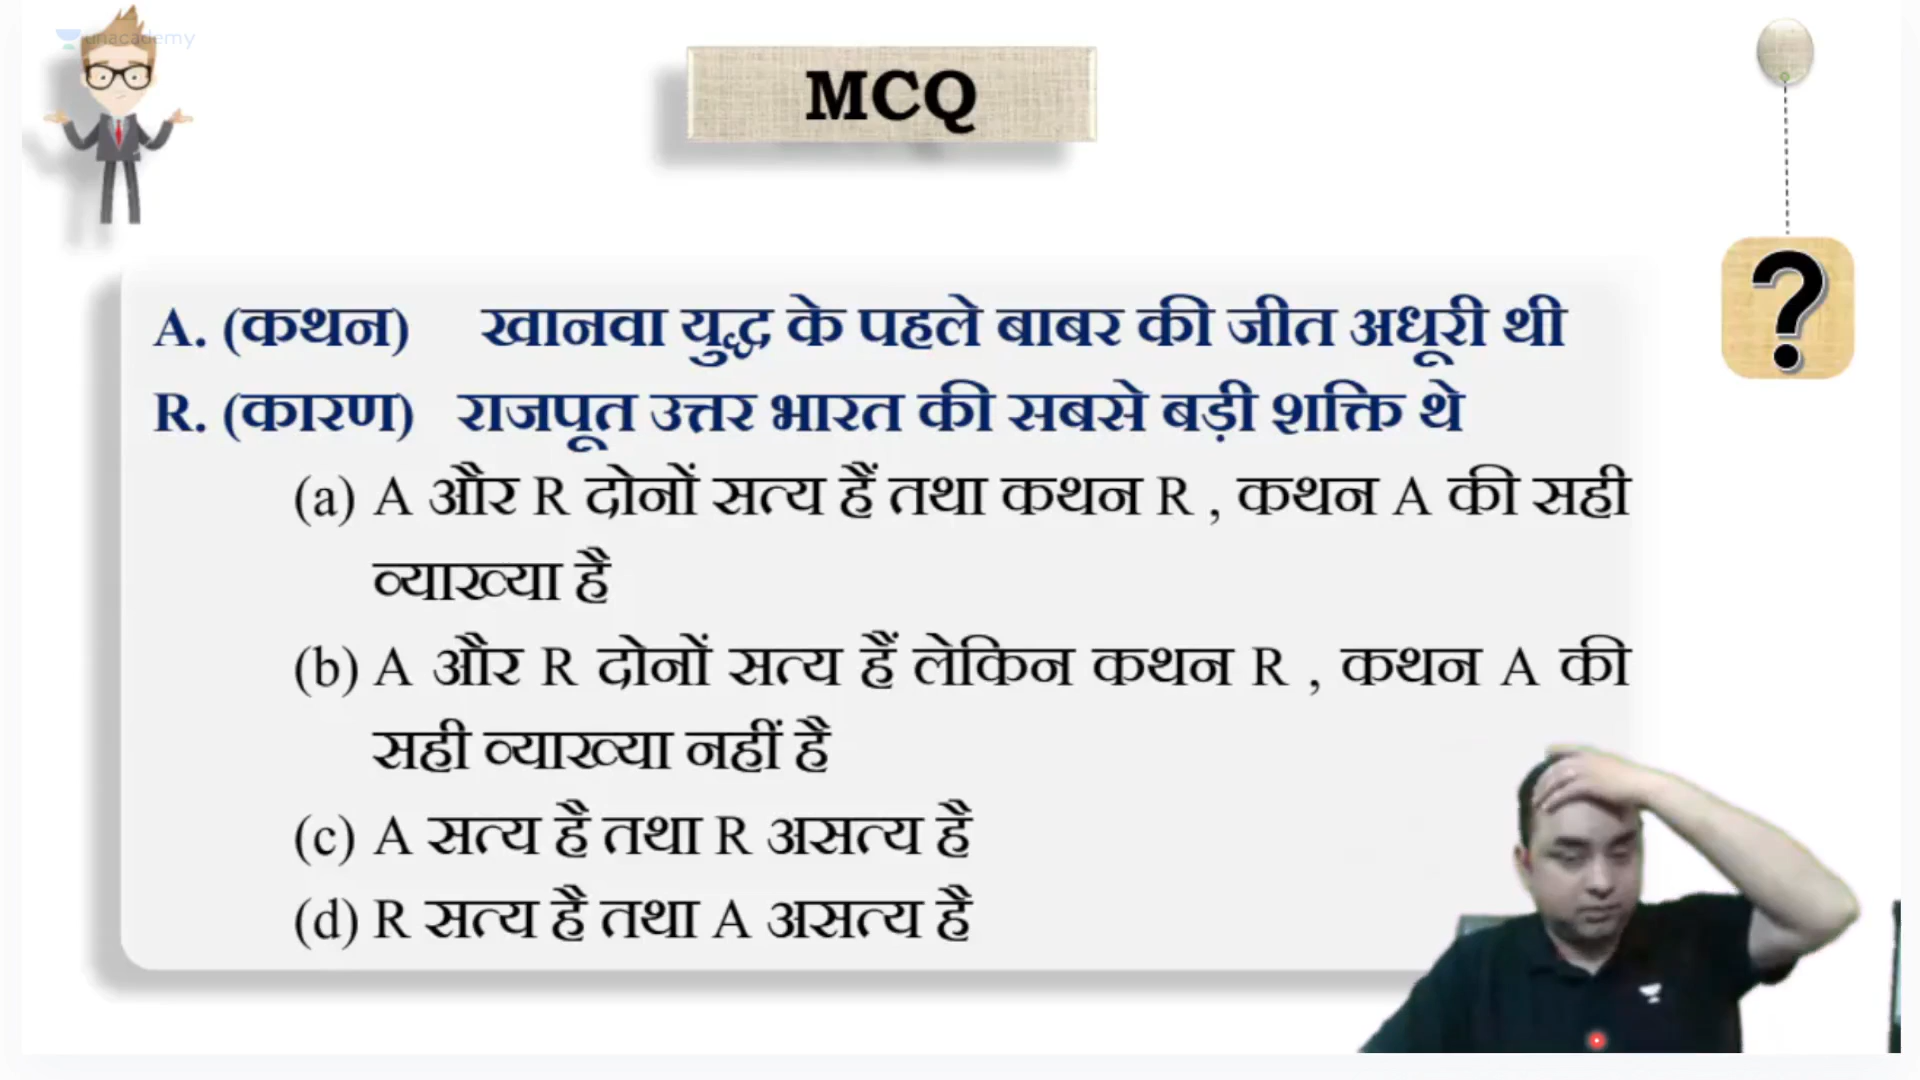 unacademy
MCQ
?
A. (कथन) खानवा युद्ध के पहले बाबर की जीत अधूरी थी
R. (कारण) राजपूत उत्तर भारत की सबसे बड़ी शक्ति थे
(a) A और R दोनों सत्य हैं तथा कथन R , कथन A की सही
व्याख्या है
(b) A और R दोनों सत्य हैं लेकिन कथन R , कथन A की
सही व्याख्या नहीं है
(c) A सत्य है तथा R असत्य है
(d) R सत्य है तथा A असत्य है